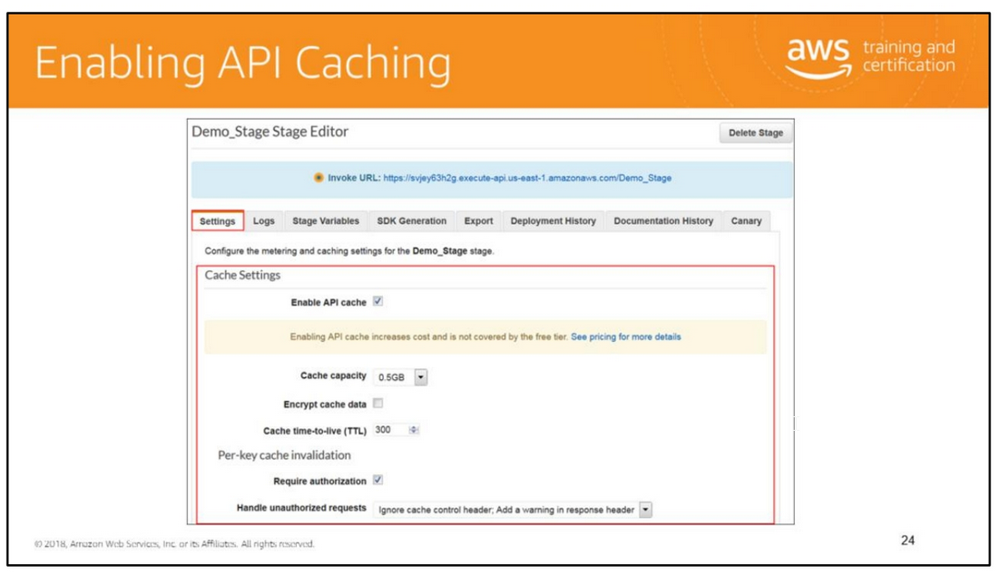 Enabling API Caching
aws training and certification
Demo_Stage Stage Editor
Delete Stage
Invoke URL: https://svjey63h2g.execute-api.us-east-1.amazonaws.com/Demo_Stage
Settings Logs Stage Variables SDK Generation Export Deployment History Documentation History Canary
Configure the metering and caching settings for the Demo_Stage stage.
Cache Settings
Enable API cache
Enabling API cache increases cost and is not covered by the free tier. See pricing for more details
Cache capacity 0.5GB
Encrypt cache data
Cache time-to-live (TTL) 300
Per-key cache invalidation
Require authorization
Handle unauthorized requests Ignore cache control header; Add a warning in response header
© 2018, Amazon Web Services, Inc. or its Affiliates. All rights reserved.
24